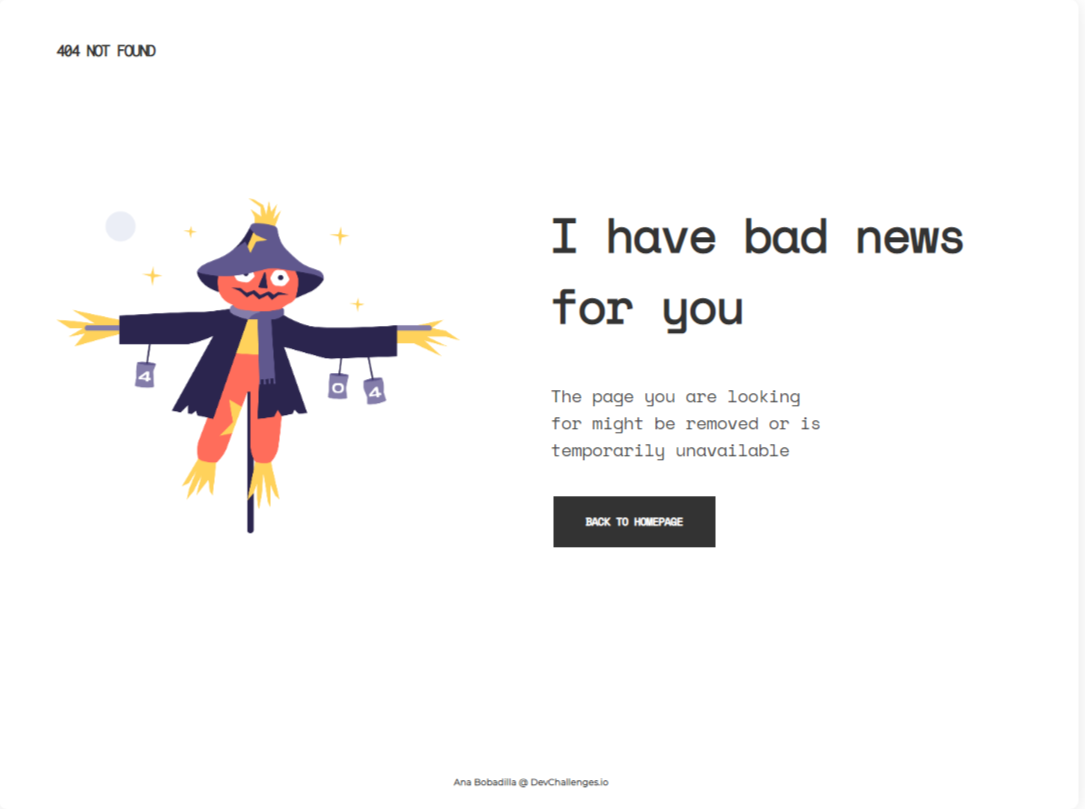 404 NOT FOUND
I have bad news
for you
4
0
4
The page you are looking
for might be removed or is
temporarily unavailable
BACK TO HOMEPAGE
Ana Bobadilla @ DevChallenges.io